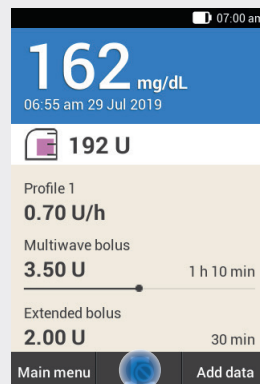 07:00 am
162 mg/dL
06:55 am 29 Jul 2019
192 U
Profile 1
0.70 U/h
Multiwave bolus
3.50 U 1 h 10 min
Extended bolus
2.00 U 30 min
Main menu Add data